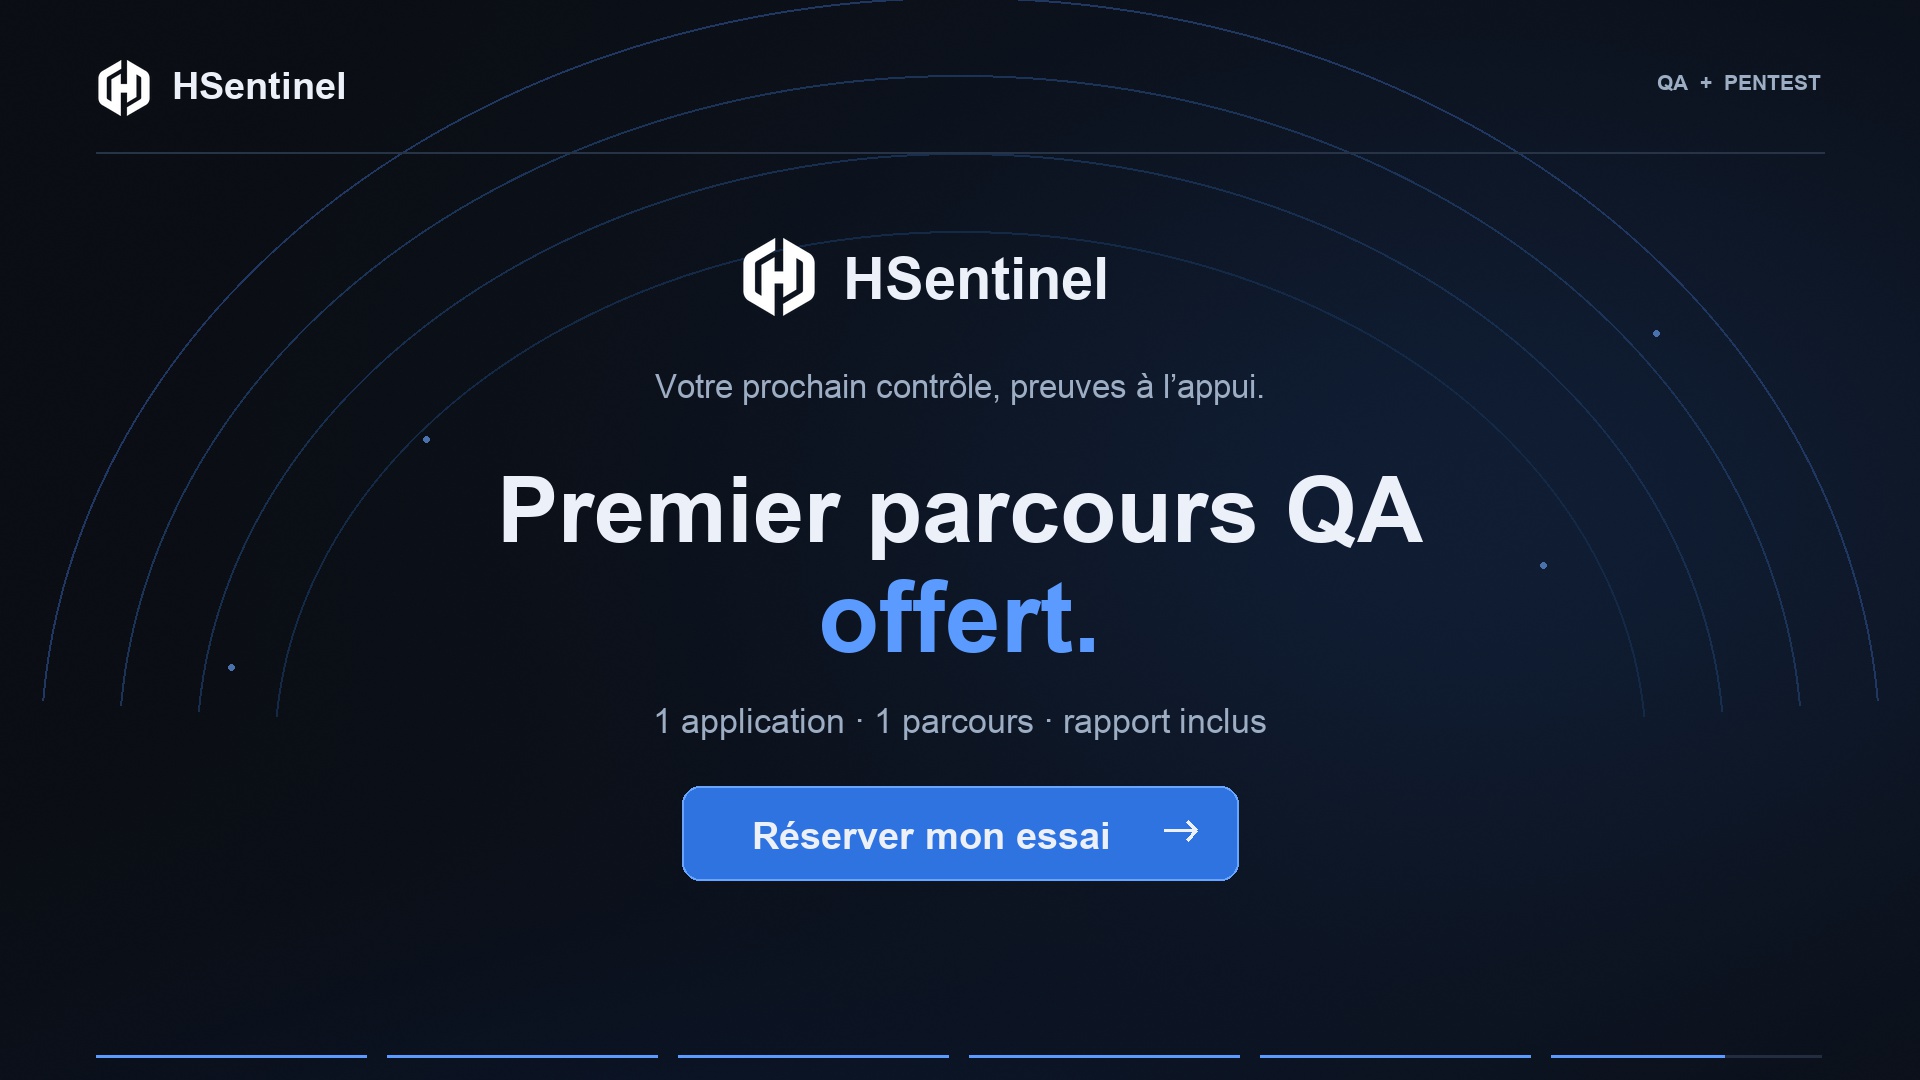 HSentinel
QA + PENTEST
HSentinel
Votre prochain contrôle, preuves à l’appui.
Premier parcours QA
offert.
1 application · 1 parcours · rapport inclus
Réserver mon essai →